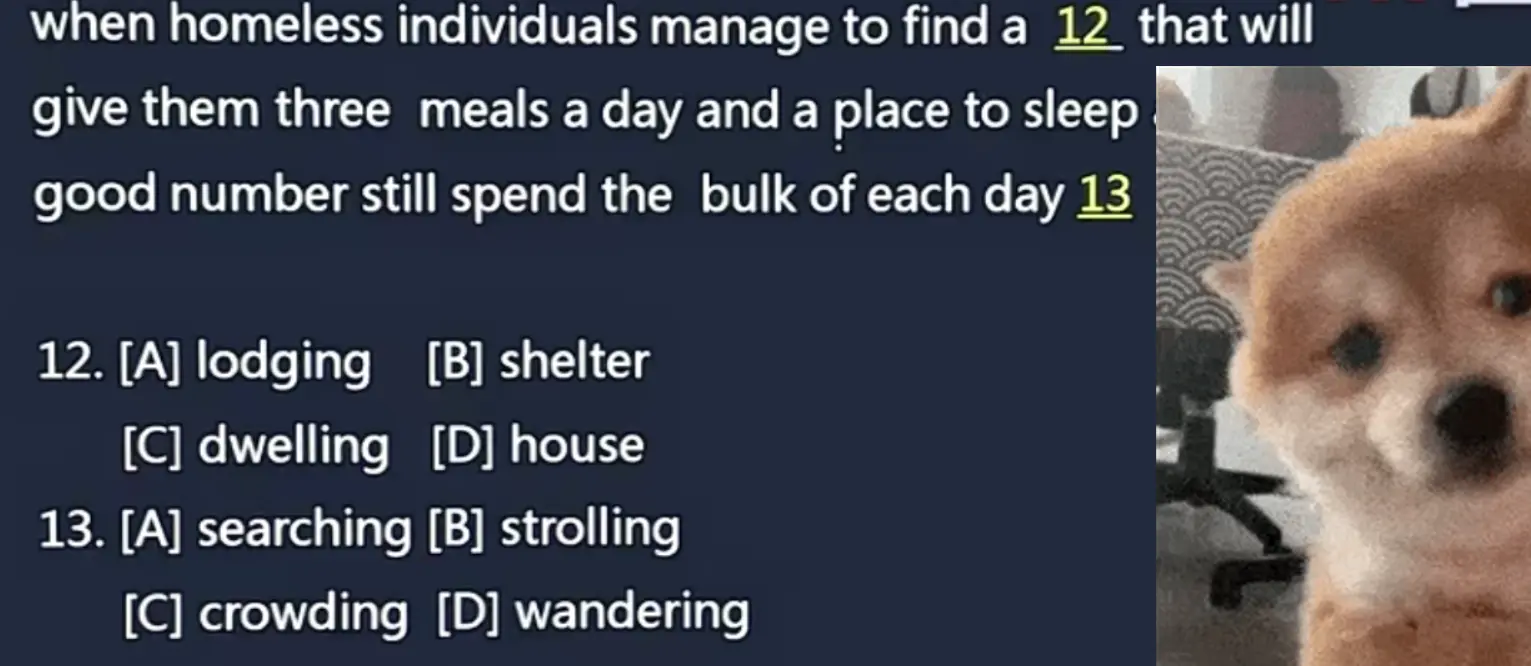 when homeless individuals manage to find a 12 that will
give them three meals a day and a place to sleep
good number still spend the bulk of each day 13
12. [A] lodging [B] shelter
[C] dwelling [D] house
13. [A] searching [B] strolling
[C] crowding [D] wandering